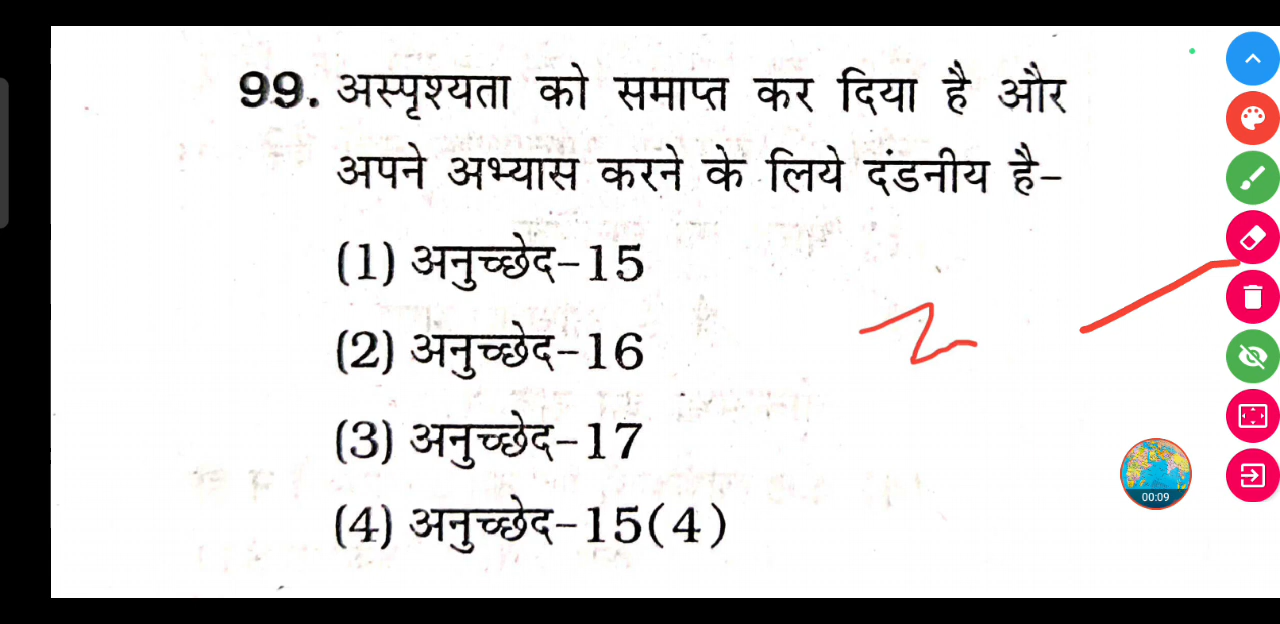 99. अस्पृश्यता को समाप्त कर दिया है और
अपने अभ्यास करने के लिये दंडनीय है–
(1) अनुच्छेद–15
(2) अनुच्छेद–16
(3) अनुच्छेद–17
(4) अनुच्छेद–15(4)
00:09